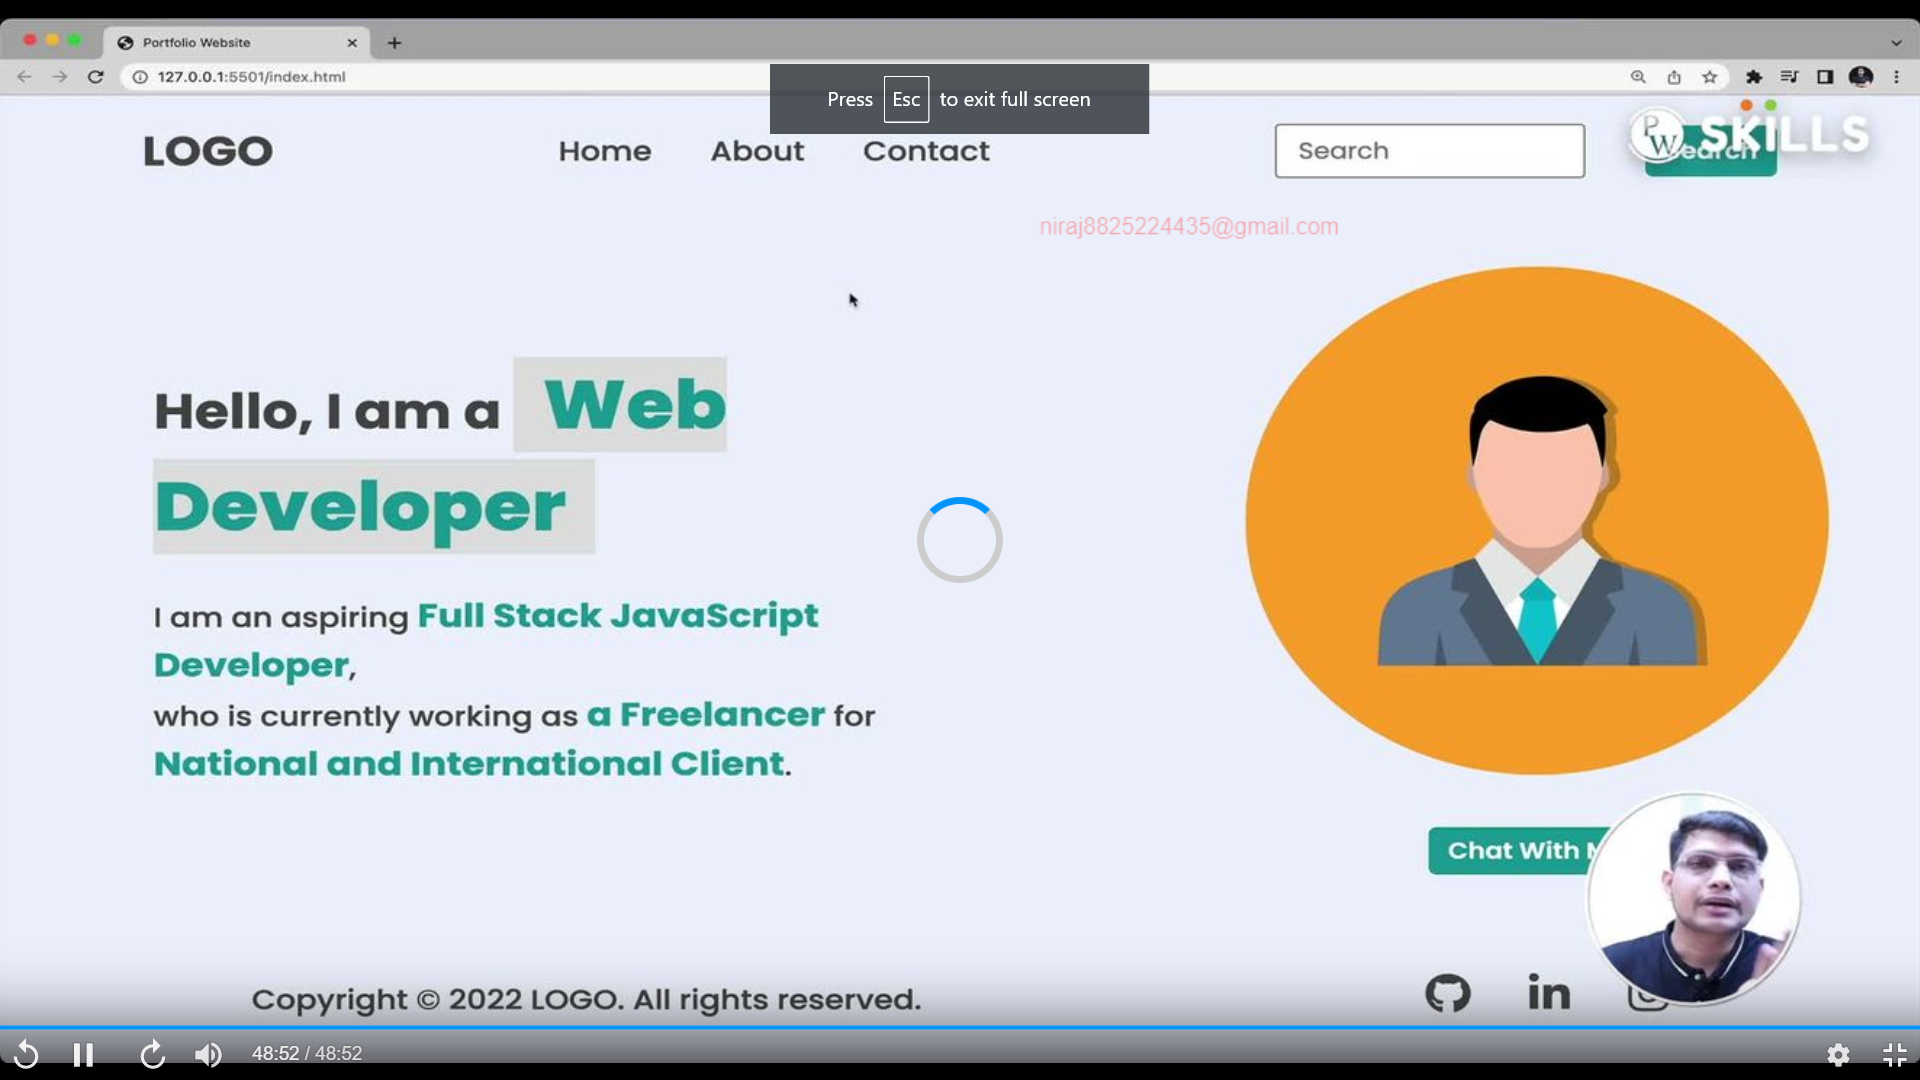 Portfolio Website
127.0.0.1:5501/index.html
Press Esc to exit full screen
LOGO
Home
About
Contact
Search
PW SKILLS
Search
niraj8825224435@gmail.com
Hello, I am a Web
Developer
I am an aspiring Full Stack JavaScript
Developer,
who is currently working as a Freelancer for
National and International Client.
Chat With M
Copyright © 2022 LOGO. All rights reserved.
in
48:52 / 48:52